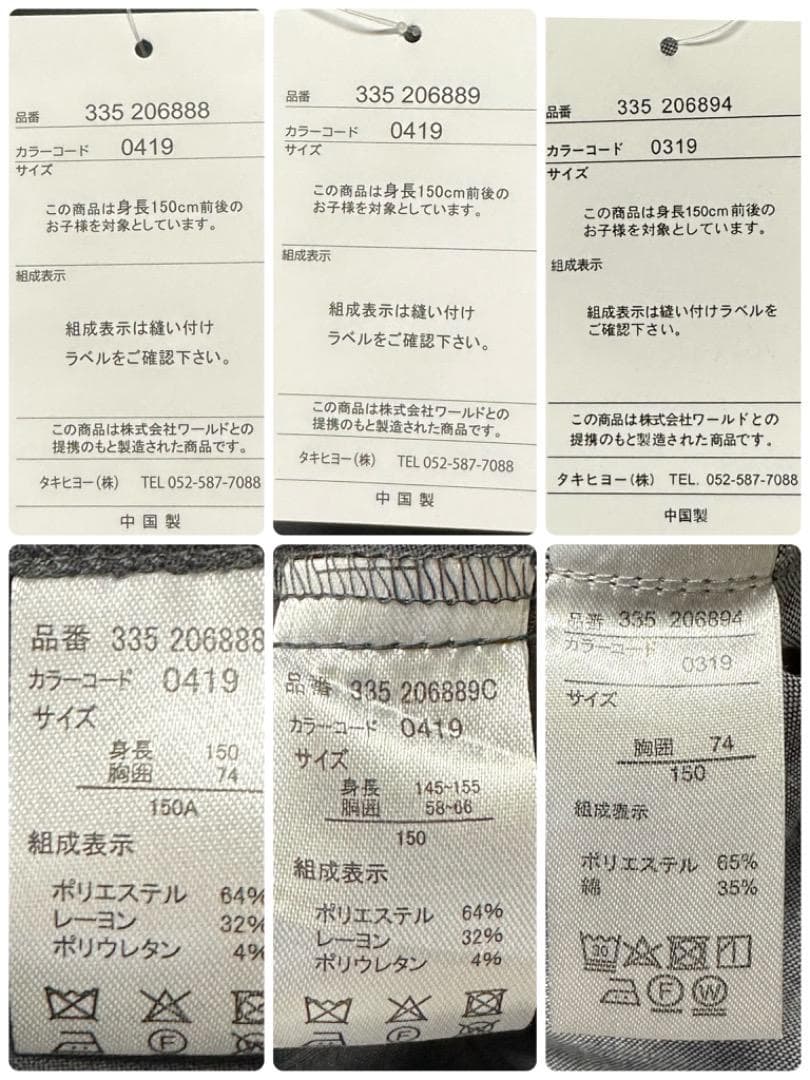 品番 335 206888
カラーコード 0419
サイズ
この商品は身長150cm前後の
お子様を対象としています。
組成表示
組成表示は縫い付け
ラベルをご確認下さい。
この商品は株式会社ワールドとの
提携のもと製造された商品です。
タキヒヨー(株) TEL 052-587-7088
中国製
品番 335 206889
カラーコード 0419
サイズ
この商品は身長150cm前後の
お子様を対象としています。
組成表示
組成表示は縫い付け
ラベルをご確認下さい。
この商品は株式会社ワールドとの
提携のもと製造された商品です。
タキヒヨー(株) TEL 052-587-7088
中国製
品番 335 206894
カラーコード 0319
サイズ
この商品は身長150cm前後の
お子様を対象としています。
組成表示
組成表示は縫い付けラベルを
ご確認下さい。
この商品は株式会社ワールドとの
提携のもと製造された商品です。
タキヒヨー(株) TEL. 052-587-7088
中国製
品番 335 206888
カラーコード 0419
サイズ
身長 150
胸囲 74
150A
組成表示
ポリエステル 64%
レーヨン 32%
ポリウレタン 4%
F
品番 335 206889C
カラーコード 0419
サイズ
身長 145~155
胴囲 58~66
150
組成表示
ポリエステル 64%
レーヨン 32%
ポリウレタン 4%
品番 335 206894
カラーコード
0319
サイズ
胸囲 74
150
組成表示
ポリエステル 65%
綿 35%
30
F W